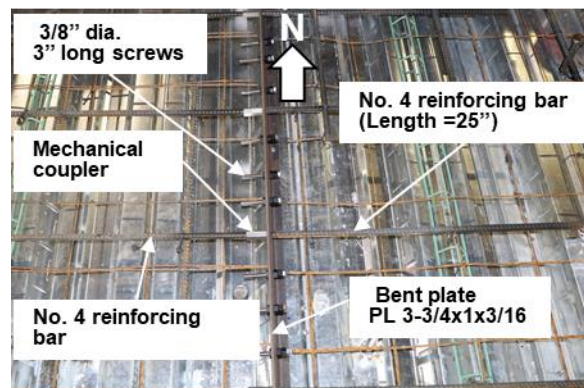 3/8” dia.
3” long screws
N
No. 4 reinforcing bar
(Length =25”)
Mechanical
coupler
No. 4 reinforcing
bar
Bent plate
PL 3-3/4x1x3/16